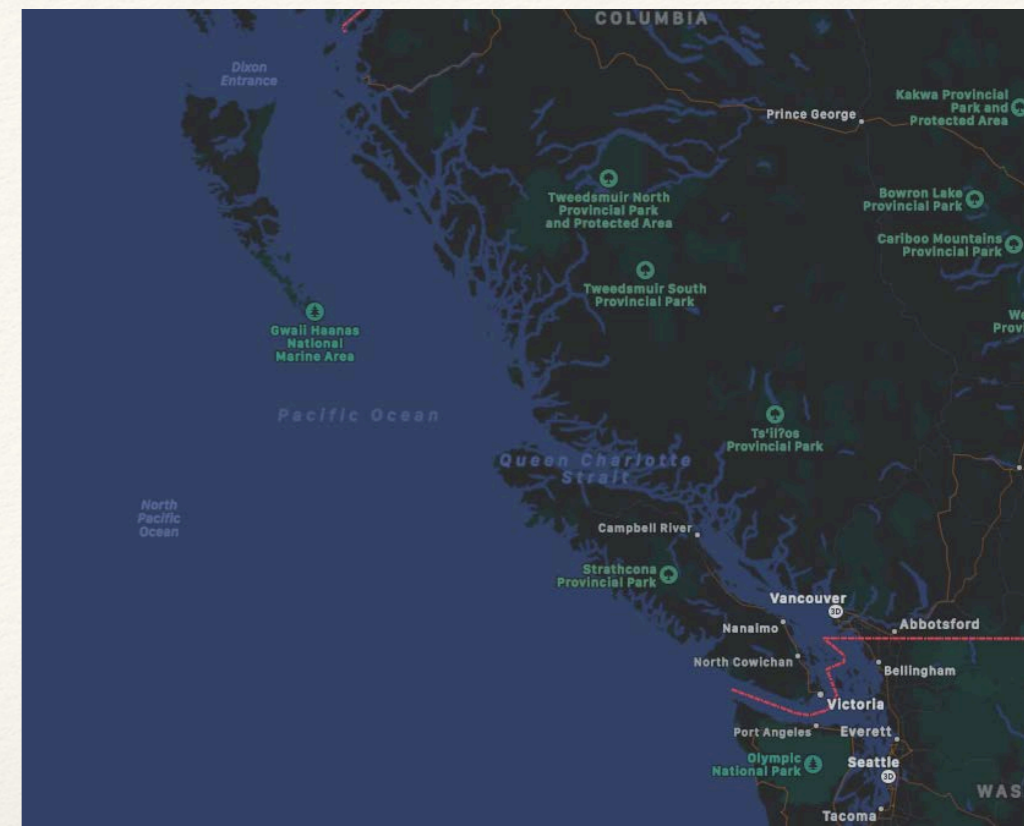 COLUMBIA
Dixon
Entrance
Kakwa Provincial
Park and
Protected Area
Prince George
Tweedsmuir North
Provincial Park
and Protected Area
Bowron Lake
Provincial Park
Cariboo Mountains
Provincial Park
Tweedsmuir South
Provincial Park
We
Prov
Gwaii Haanas
National
Marine Area
Pacific Ocean
Ts'il?os
Provincial Park
Queen Charlotte
Strait
North
Pacific
Ocean
Campbell River
Strathcona
Provincial Park
Vancouver
3D
Nanaimo
Abbotsford
North Cowichan
Bellingham
Victoria
Port Angeles
Everett
Olympic
National Park
Seattle
3D
WAS
Tacoma